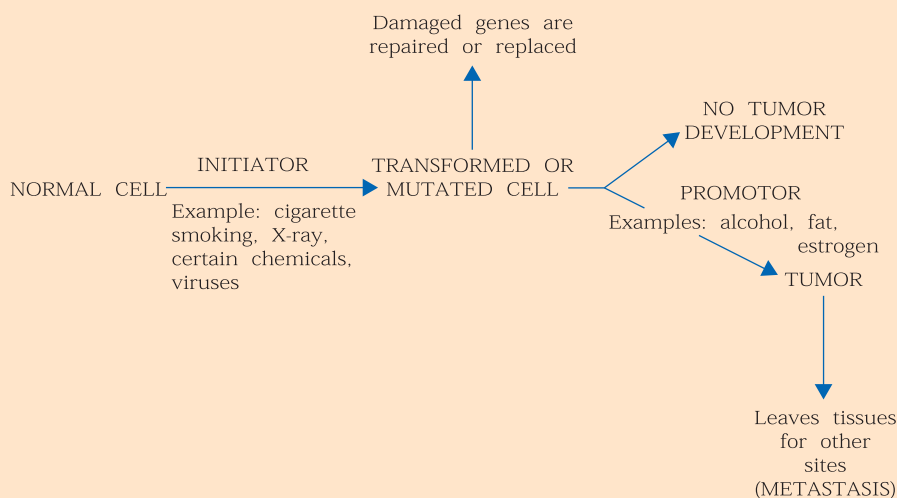 Damaged genes are
repaired or replaced
NO TUMOR
DEVELOPMENT
INITIATOR
TRANSFORMED OR
MUTATED CELL
NORMAL CELL
PROMOTOR
Example: cigarette
smoking, X-ray,
certain chemicals,
viruses
Examples: alcohol, fat,
estrogen
TUMOR
Leaves tissues
for other
sites
(METASTASIS)